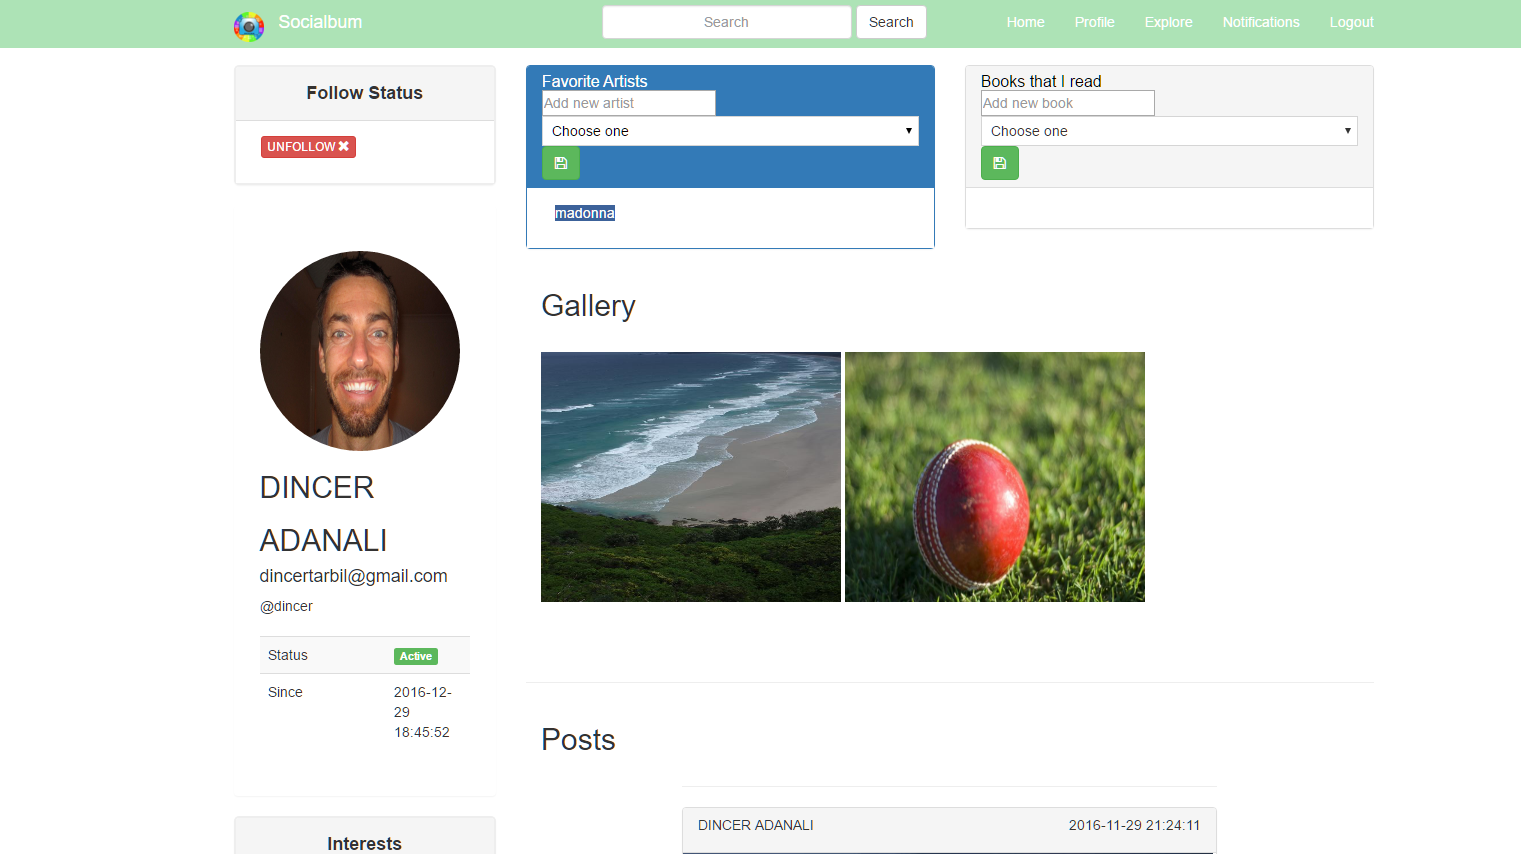 Socialbum
Search
Search
Home
Profile
Explore
Notifications
Logout
Follow Status
UNFOLLOW
DINCER
ADANALI
dincertarbil@gmail.com
@dincer
Status
Active
Since
2016-12-
29
18:45:52
Interests
Favorite Artists
Add new artist
Choose one
madonna
Books that I read
Add new book
Choose one
Gallery
Posts
DINCER ADANALI
2016-11-29 21:24:11